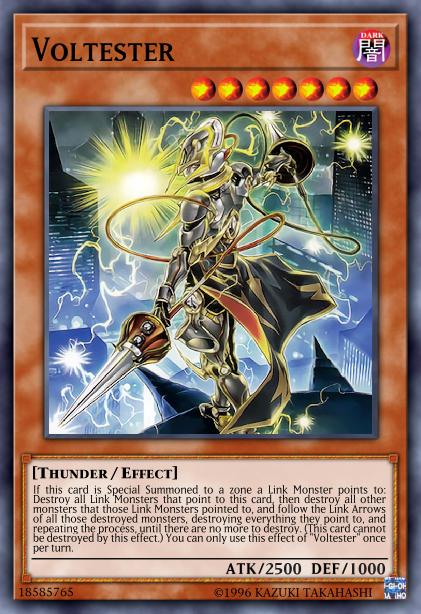 VOLTESTER
DARK
闇
[THUNDER / EFFECT]
If this card is Special Summoned to a zone a Link Monster points to:
Destroy all Link Monsters that point to this card, then destroy all other
monsters that those Link Monsters pointed to, and follow the Link Arrows
of all those destroyed monsters, destroying everything they point to, and
repeating the process, until there are no more to destroy. (This card cannot
be destroyed by this effect.) You can only use this effect of "Voltester" once
per turn.
ATK/2500 DEF/1000
18585765
©1996 KAZUKI TAKAHASHI